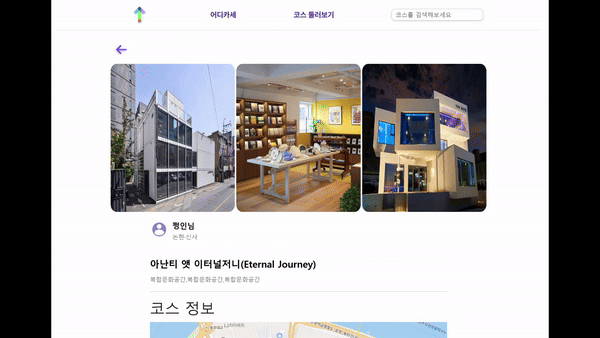 어디카세
코스 둘러보기
코스를 검색해보세요
쩡인님
논현·신사
아난티 앳 이터널저니(Eternal Journey)
복합문화공간,복합문화공간,복합문화공간
코스 정보